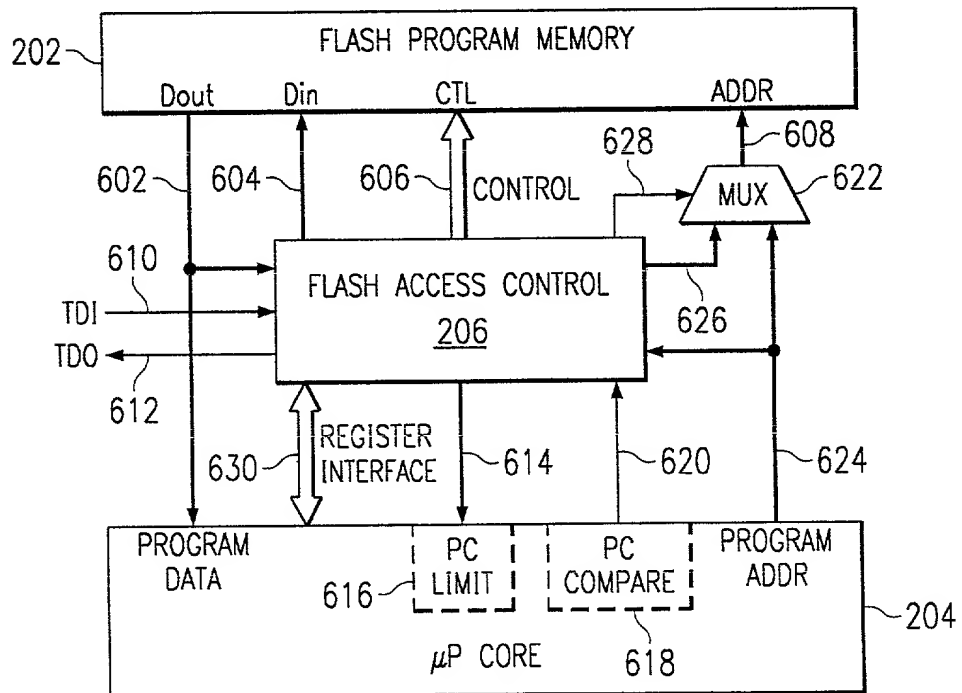 FLASH PROGRAM MEMORY
202
Dout
Din
CTL
ADDR
608
628
602
604
606
CONTROL
MUX
622
610
FLASH ACCESS CONTROL
206
626
TDI
TDO
612
REGISTER
INTERFACE
630
614
620
624
PROGRAM
DATA
PC
LIMIT
616
PC
COMPARE
618
PROGRAM
ADDR
204
µP CORE